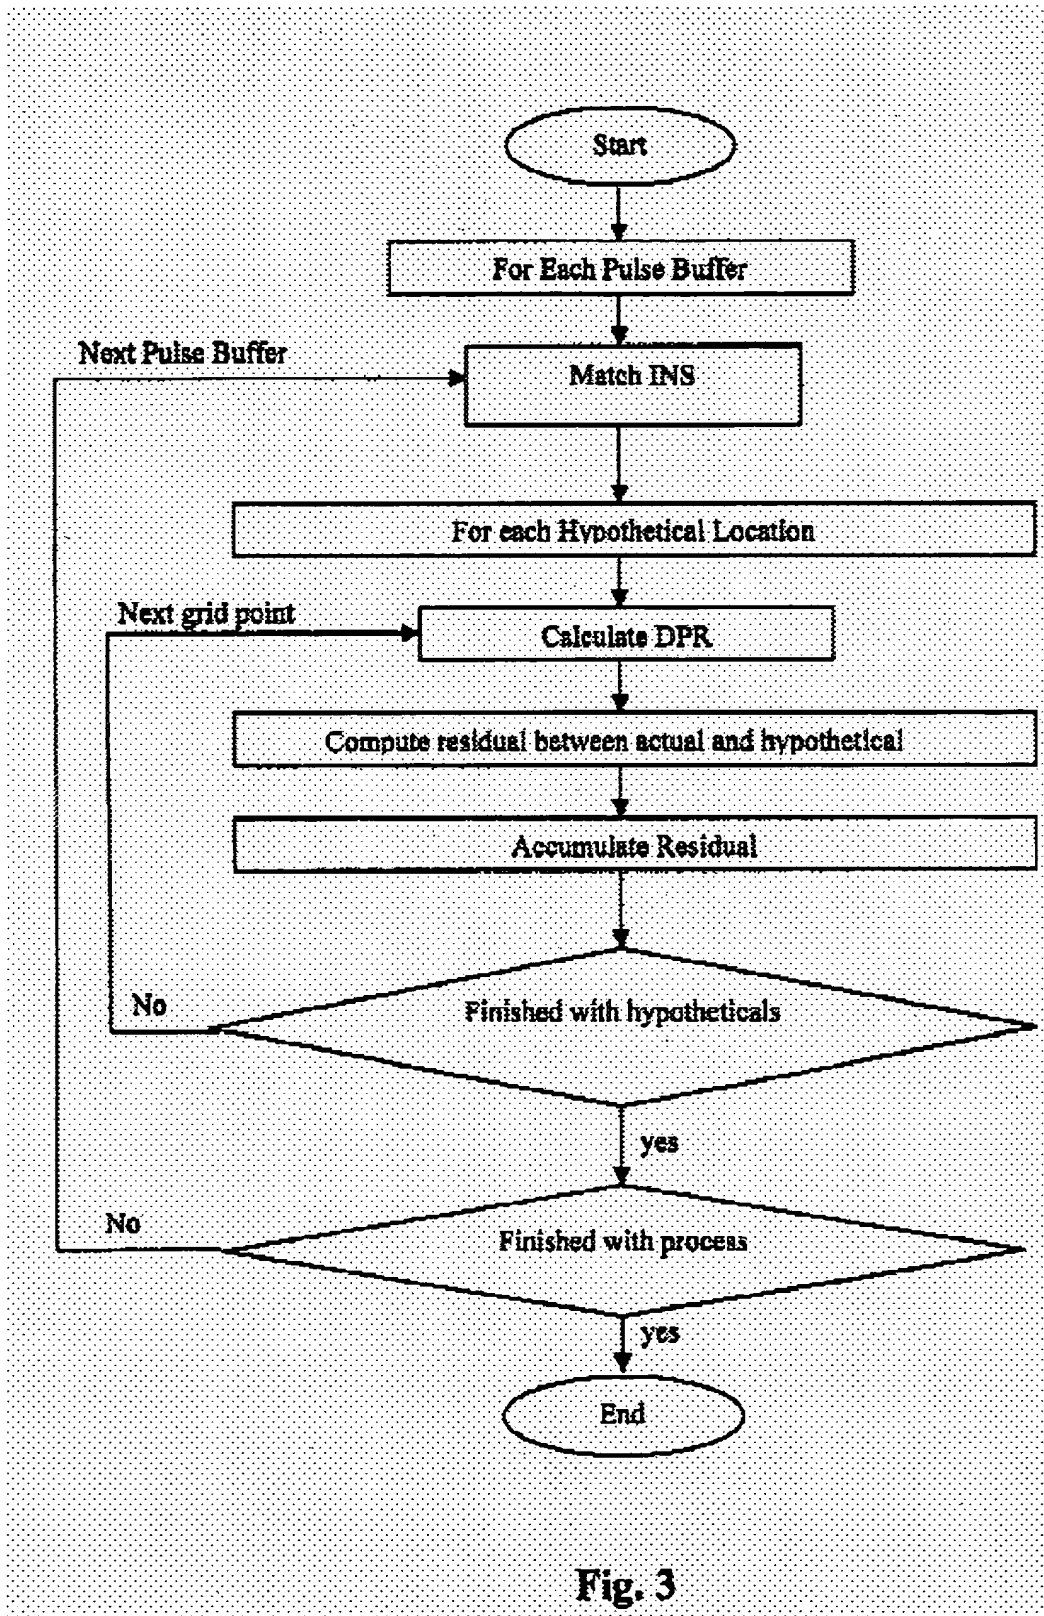 Start
For Each Pulse Buffer
Next Pulse Buffer
Match INS
For each Hypothetical Location
Next grid point
Calculate DPR
Compute residual between actual and hypothetical
Accumulate Residual
Finished with hypotheticals
No
yes
Finished with process
No
yes
End
Fig. 3